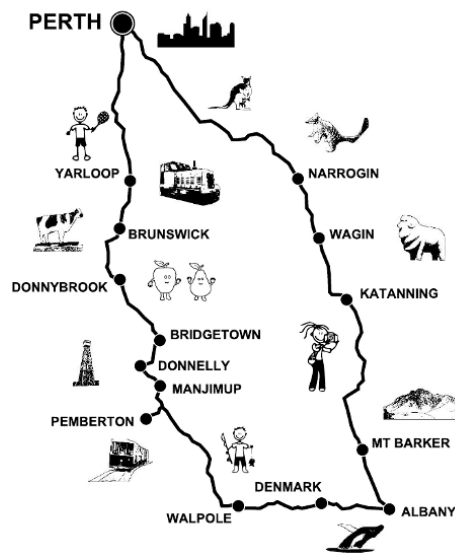 PERTH
YARLOOP
NARROGIN
BRUNSWICK
WAGIN
DONNYBROOK
KATANNING
BRIDGETOWN
DONNELLY
MANJIMUP
PEMBERTON
MT BARKER
DENMARK
WALPOLE
ALBANY